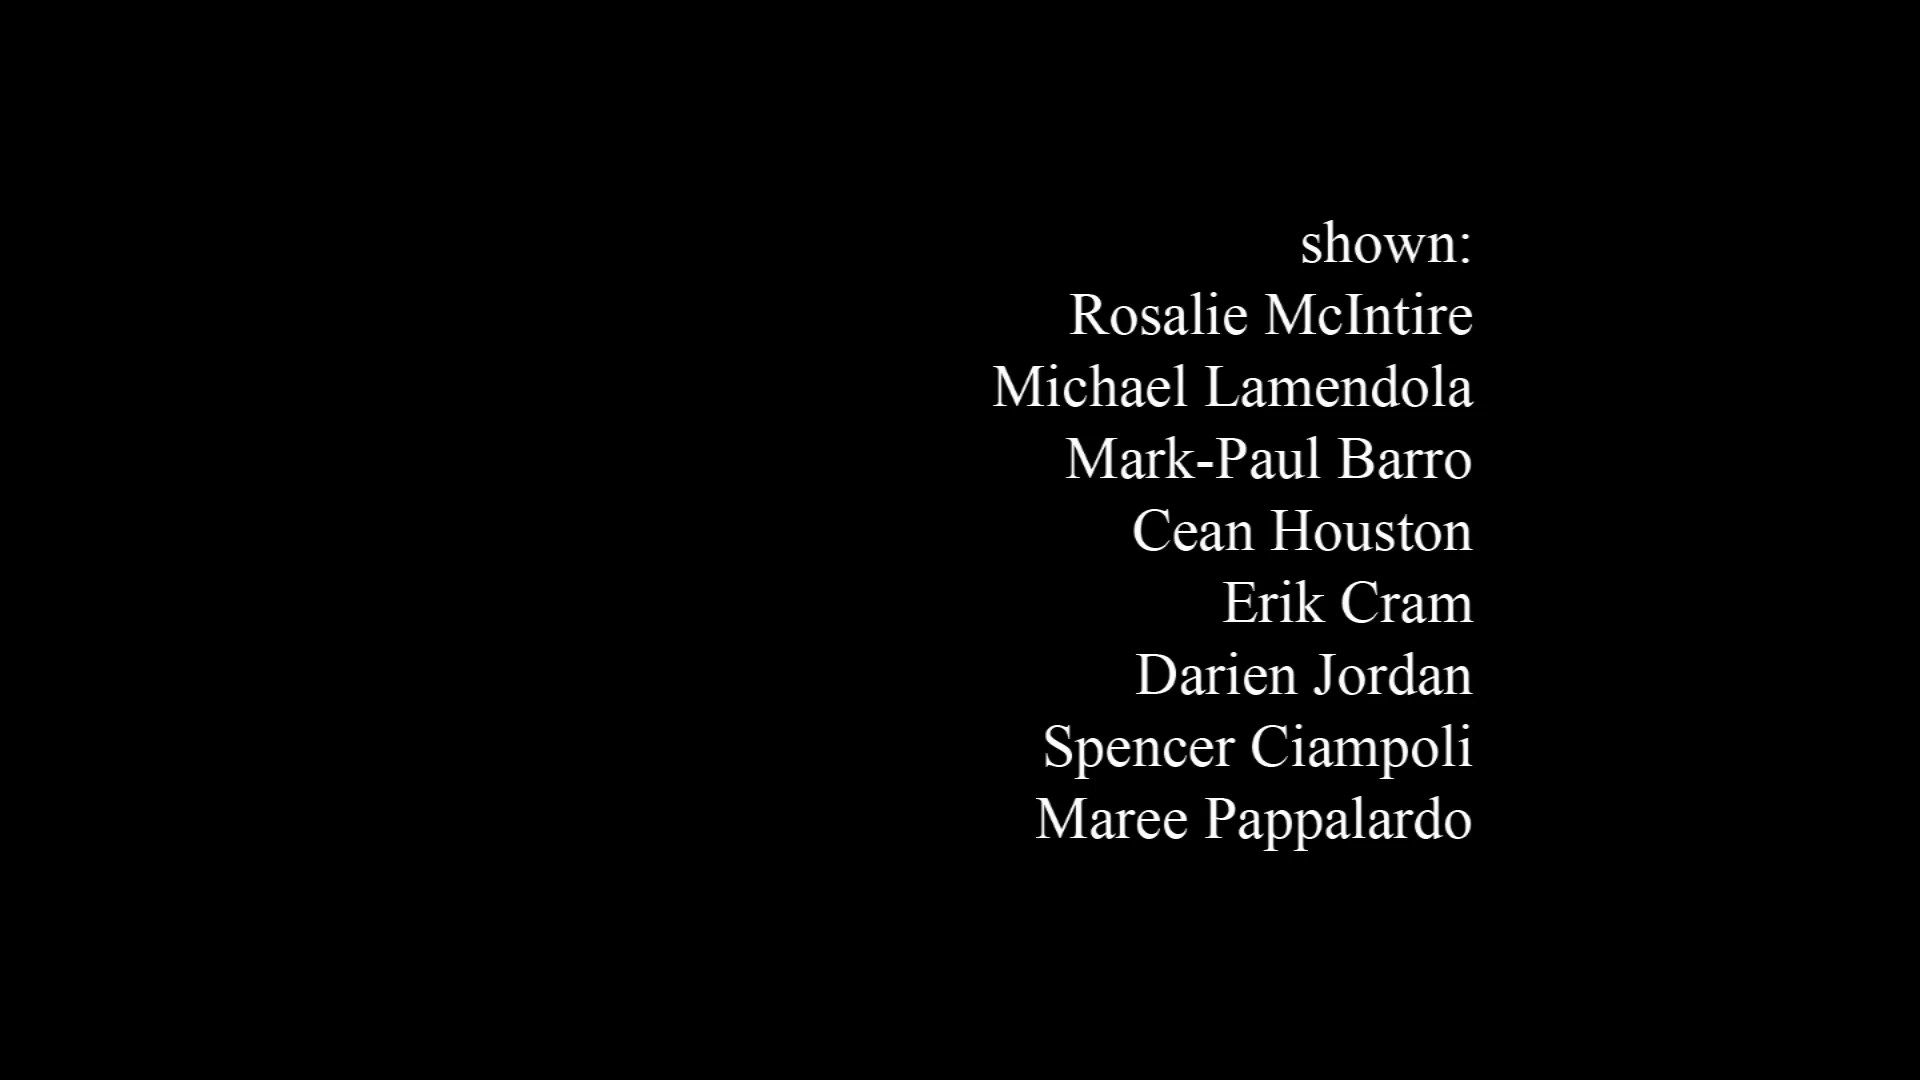 shown:
Rosalie McIntire
Michael Lamendola
Mark-Paul Barro
Cean Houston
Erik Cram
Darien Jordan
Spencer Ciampoli
Maree Pappalardo